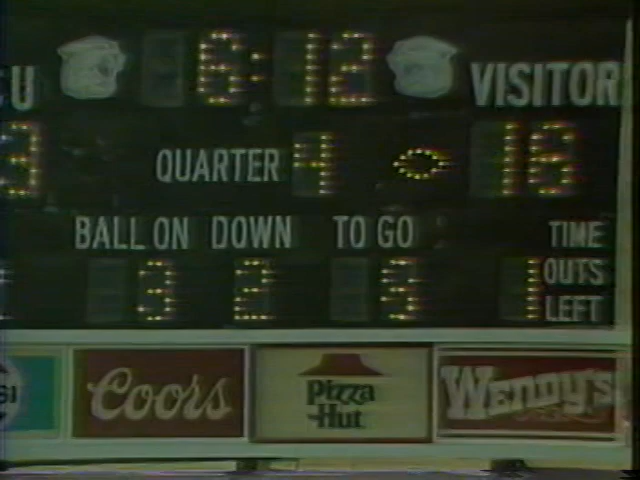 U 6:12 VISITOR
3 QUARTER 4 18
BALL ON DOWN TO GO TIME
3 2 5 1 OUTS
LEFT
Coors Pizza Hut Wendy's